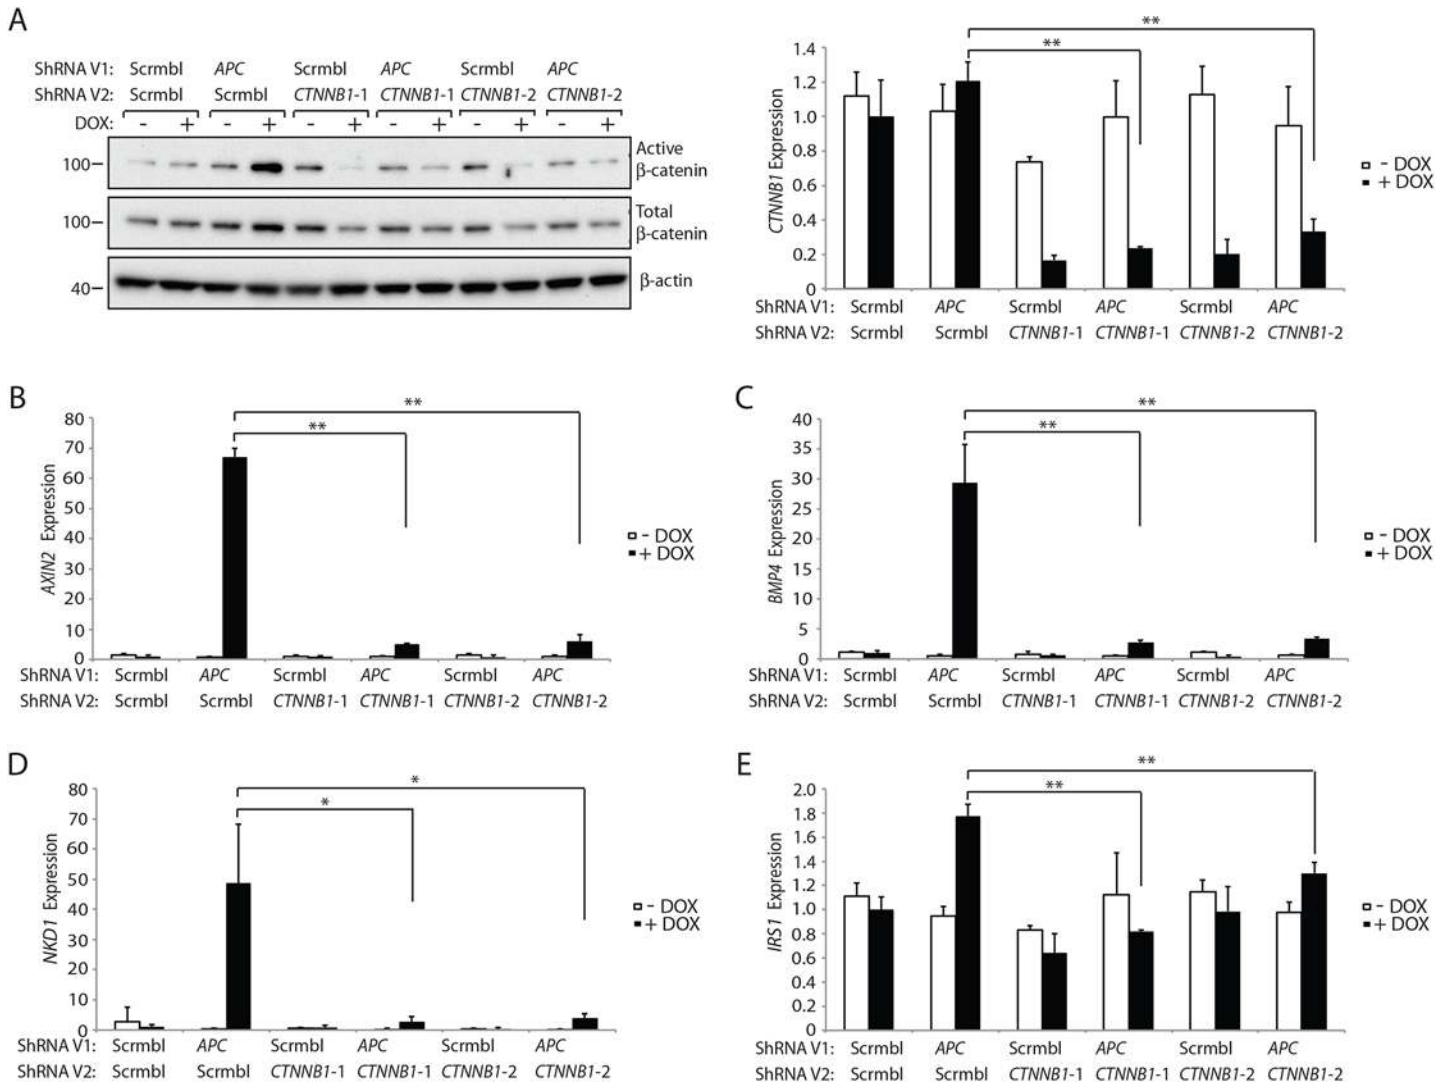 A
ShRNA V1: Scrmbl APC Scrmbl APC Scrmbl APC
ShRNA V2: Scrmbl Scrmbl CTNNB1-1 CTNNB1-1 CTNNB1-2 CTNNB1-2
DOX: - + - + - + - + - + - +
100
Active
β-catenin
100
Total
β-catenin
40
β-actin
** 
**
1.4
1.2
1.0
0.8
0.6
0.4
0.2
0
CTNNB1 Expression
- DOX
+ DOX
ShRNA V1: Scrmbl APC Scrmbl APC Scrmbl APC
ShRNA V2: Scrmbl Scrmbl CTNNB1-1 CTNNB1-1 CTNNB1-2 CTNNB1-2
B
**
**
80
70
60
50
40
30
20
10
0
AXIN2 Expression
- DOX
+ DOX
ShRNA V1: Scrmbl APC Scrmbl APC Scrmbl APC
ShRNA V2: Scrmbl Scrmbl CTNNB1-1 CTNNB1-1 CTNNB1-2 CTNNB1-2
C
**
**
40
35
30
25
20
15
10
5
0
BMP4 Expression
- DOX
+ DOX
ShRNA V1: Scrmbl APC Scrmbl APC Scrmbl APC
ShRNA V2: Scrmbl Scrmbl CTNNB1-1 CTNNB1-1 CTNNB1-2 CTNNB1-2
D
*
*
80
70
60
50
40
30
20
10
0
NKD1 Expression
- DOX
+ DOX
ShRNA V1: Scrmbl APC Scrmbl APC Scrmbl APC
ShRNA V2: Scrmbl Scrmbl CTNNB1-1 CTNNB1-1 CTNNB1-2 CTNNB1-2
E
**
**
2.0
1.8
1.6
1.4
1.2
1.0
0.8
0.6
0.4
0.2
0
IRS1 Expression
- DOX
+ DOX
ShRNA V1: Scrmbl APC Scrmbl APC Scrmbl APC
ShRNA V2: Scrmbl Scrmbl CTNNB1-1 CTNNB1-1 CTNNB1-2 CTNNB1-2